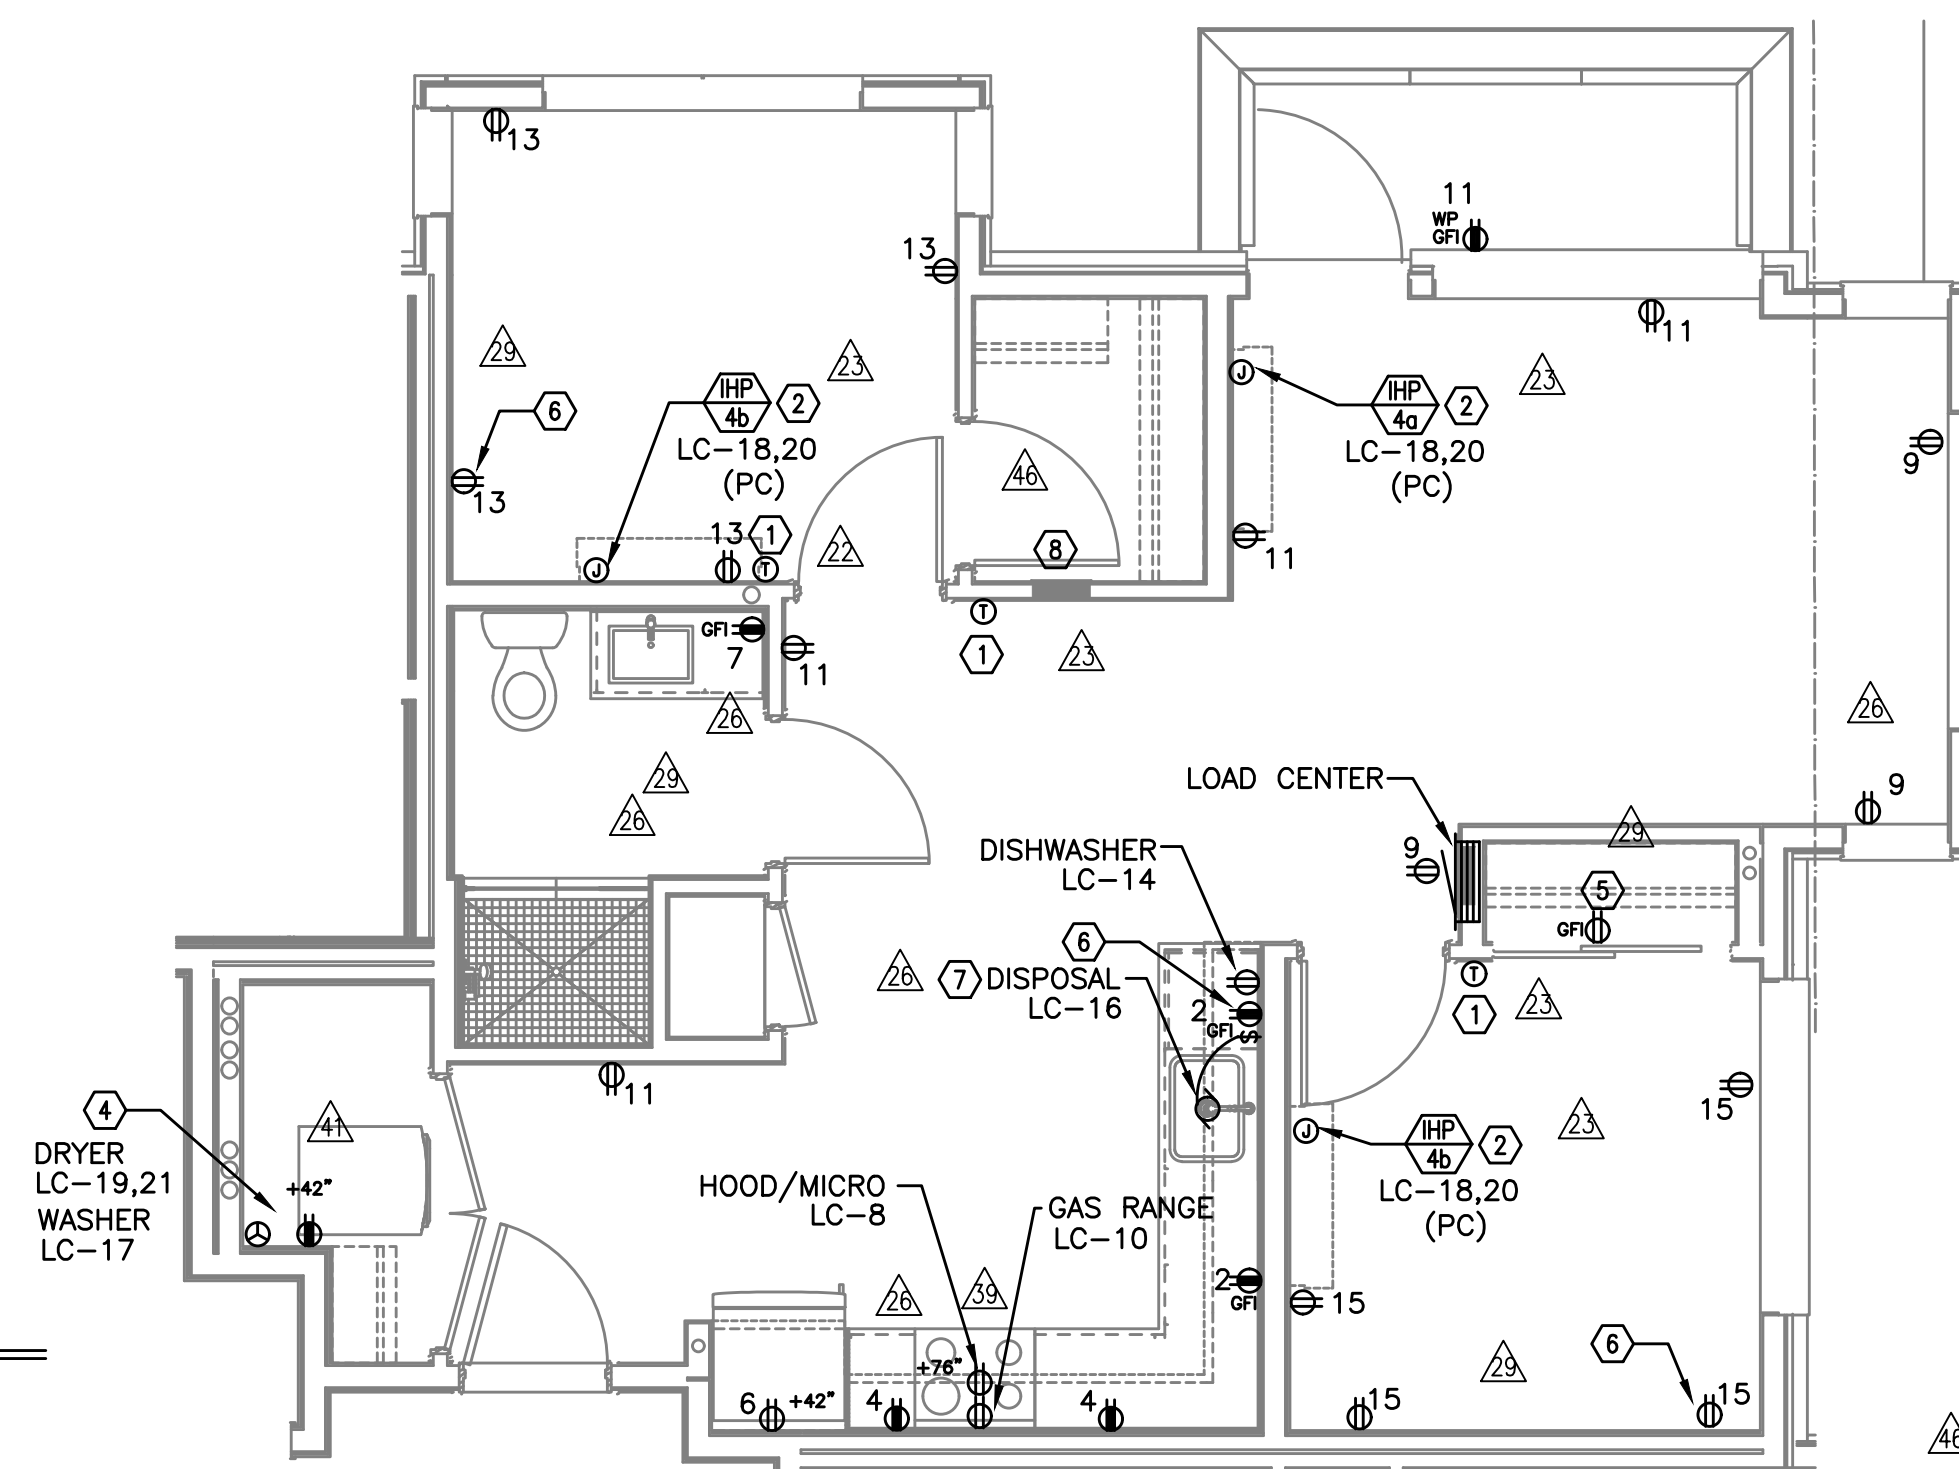 13
11
WP
GFI
13
11
29
23
23
IHP
4b
2
IHP
4a
2
6
LC-18,20
(PC)
LC-18,20
(PC)
9
46
13
13
1
J
T
J
22
8
11
T
1
23
GFI
7
11
26
26
29
26
LOAD CENTER
9
29
DISHWASHER
LC-14
9
5
GFI
6
26
7
DISPOSAL
LC-16
2
GFI
S
T
1
23
11
15
4
41
DRYER
LC-19,21
WASHER
LC-17
+42"
J
IHP
4b
2
23
LC-18,20
(PC)
HOOD/MICRO
LC-8
GAS RANGE
LC-10
2
GFI
15
26
39
29
6
+76"
6
+42"
4
4
15
15
46